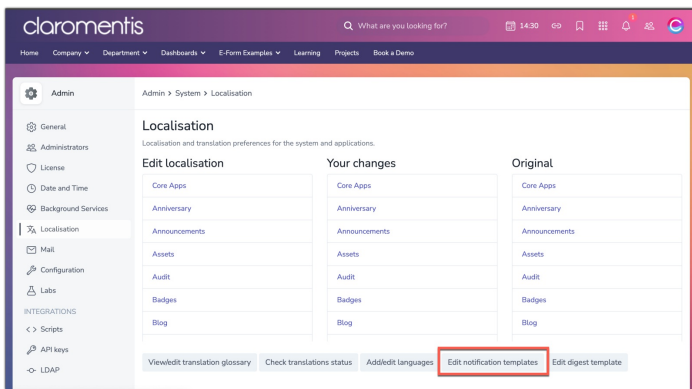 claromentis
What are you looking for?
14:30
1
Home Company Department Dashboards E-Form Examples Learning Projects Book a Demo
Admin
Admin > System > Localisation
General
Administrators
License
Date and Time
Background Services
Localisation
Mail
Configuration
Labs
INTEGRATIONS
Scripts
API keys
LDAP
Localisation
Localisation and translation preferences for the system and applications.
Edit localisation
Core Apps
Anniversary
Announcements
Assets
Audit
Badges
Blog
Your changes
Core Apps
Anniversary
Announcements
Assets
Audit
Badges
Blog
Original
Core Apps
Anniversary
Announcements
Assets
Audit
Badges
Blog
View/edit translation glossary Check translations status Add/edit languages Edit notification templates Edit digest template